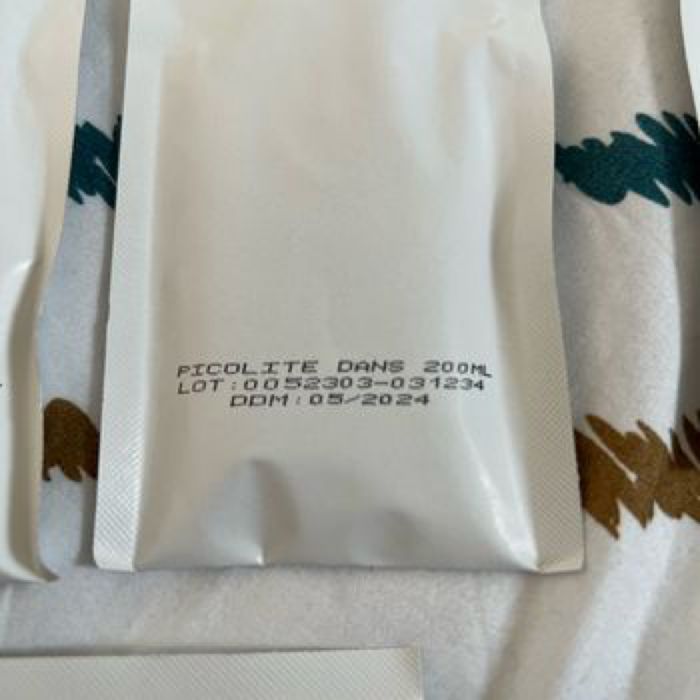 PICOLITE DANS 200ML
LOT:0052303-031234
DDM:05/2024